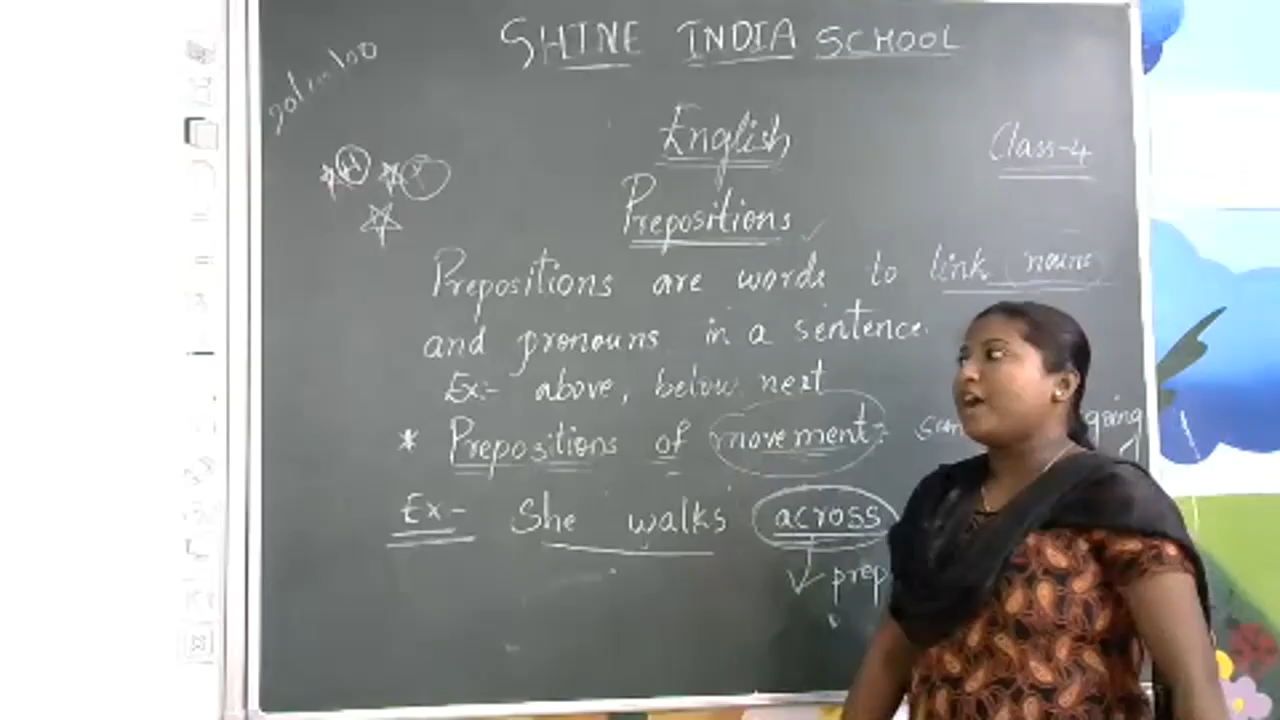 SHINE INDIA SCHOOL
English
Class-4
Prepositions
Prepositions are words to link nouns
and pronouns in a sentence.
Ex:- above, below next
* Prepositions of movement: going
Ex- She walks across
prep